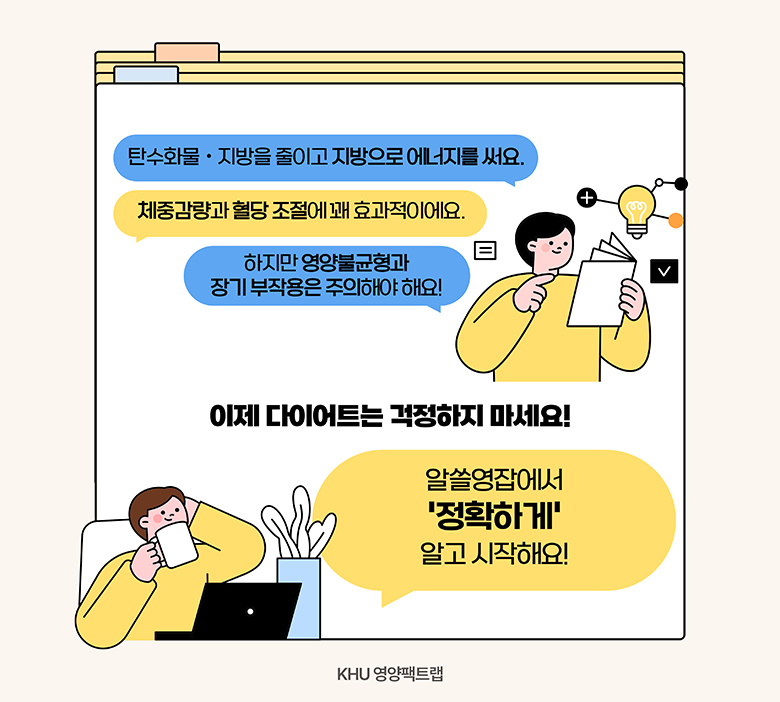 탄수화물 · 지방을 줄이고 지방으로 에너지를 써요.
체중감량과 혈당 조절에 꽤 효과적이에요.
하지만 영양불균형과
장기 부작용은 주의해야 해요!
이제 다이어트는 걱정하지 마세요!
알쓸영잡에서
'정확하게'
알고 시작해요!
KHU 영양팩트랩